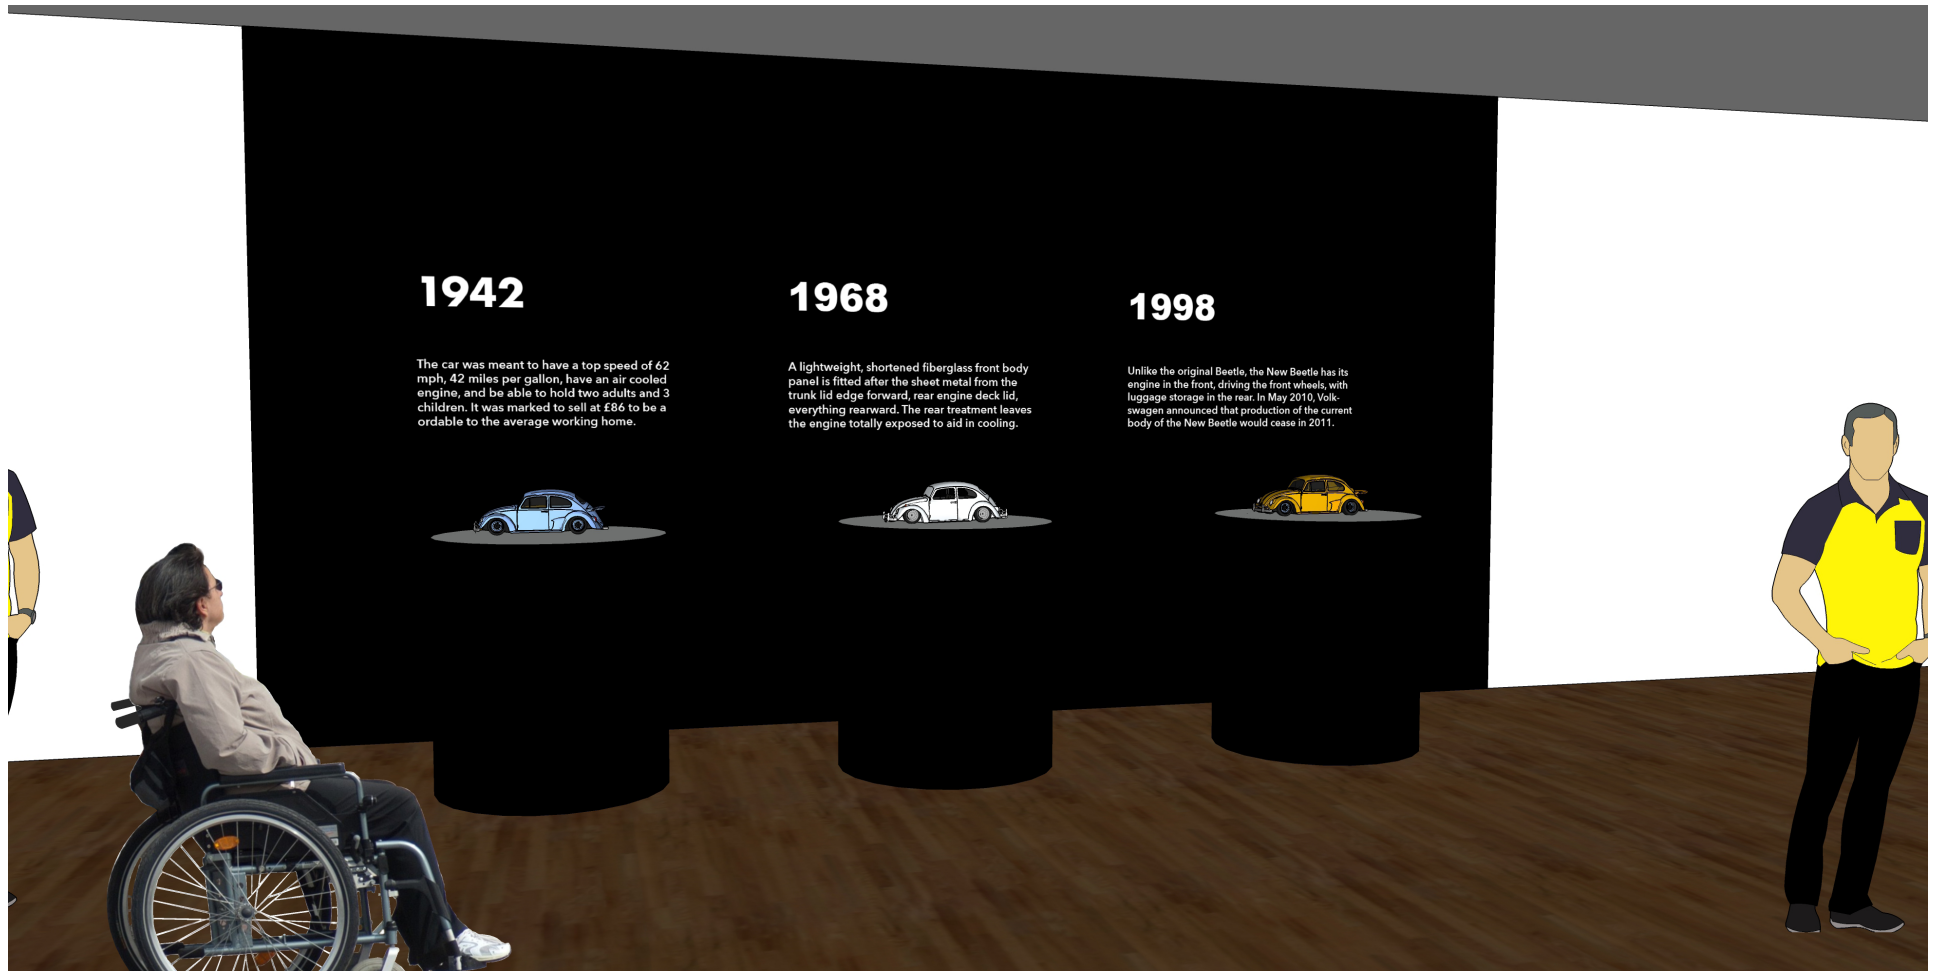 1942
The car was meant to have a top speed of 62
mph, 42 miles per gallon, have an air cooled
engine, and be able to hold two adults and 3
children. It was marked to sell at £86 to be a
ordable to the average working home.
1968
A lightweight, shortened fiberglass front body
panel is fitted after the sheet metal from the
trunk lid edge forward, rear engine deck lid,
everything rearward. The rear treatment leaves
the engine totally exposed to aid in cooling.
1998
Unlike the original Beetle, the New Beetle has its
engine in the front, driving the front wheels, with
luggage storage in the rear. In May 2010, Volk-
swagen announced that production of the current
body of the New Beetle would cease in 2011.